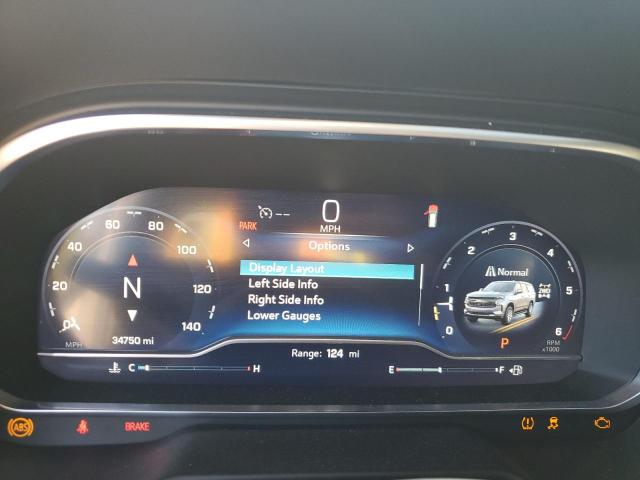 0
MPH
PARK
Options
Display Layout
Left Side Info
Right Side Info
Lower Gauges
0 20 40 60 80 100 120 140
N
34750 mi
MPH
Normal
2WD
0 1 2 3 4 5 6
P
RPM
x1000
Range: 124 mi
C H
E F
ABS
BRAKE